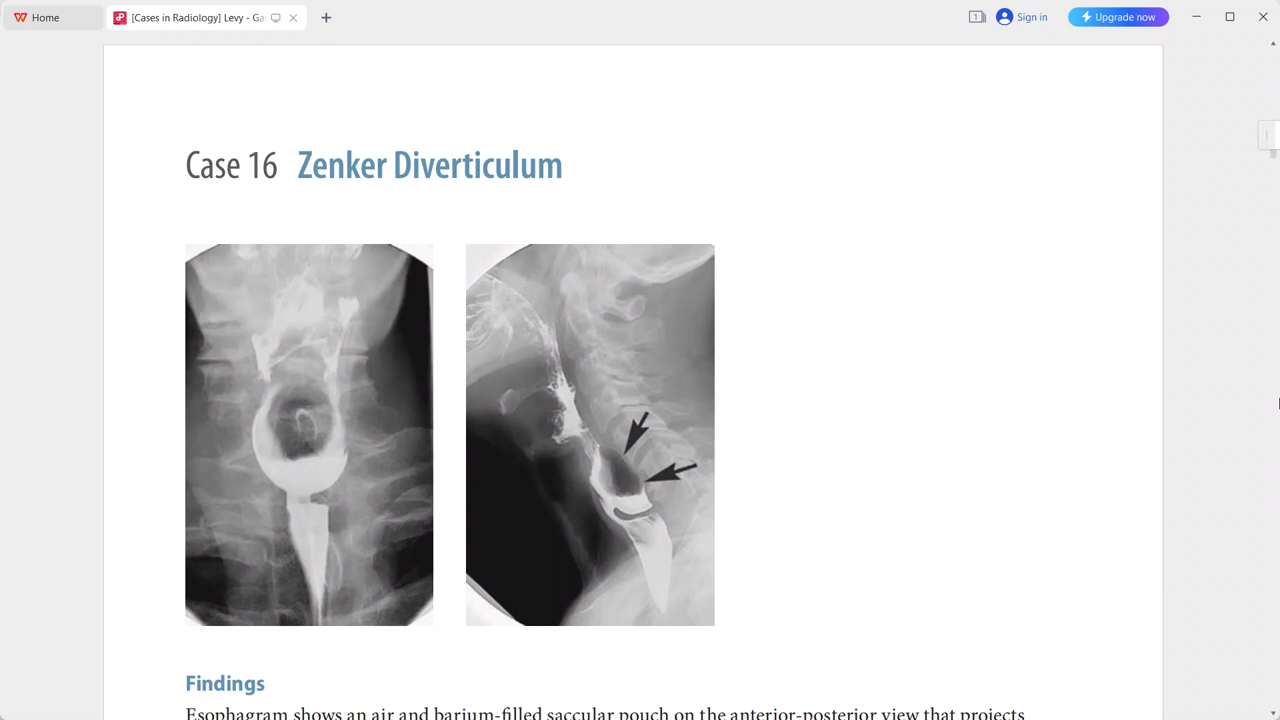 Home
[Cases in Radiology] Levy - Ga
1
Sign in
Upgrade now
Case 16 Zenker Diverticulum
Findings
Esophagram shows an air and barium-filled saccular pouch on the anterior-posterior view that projects